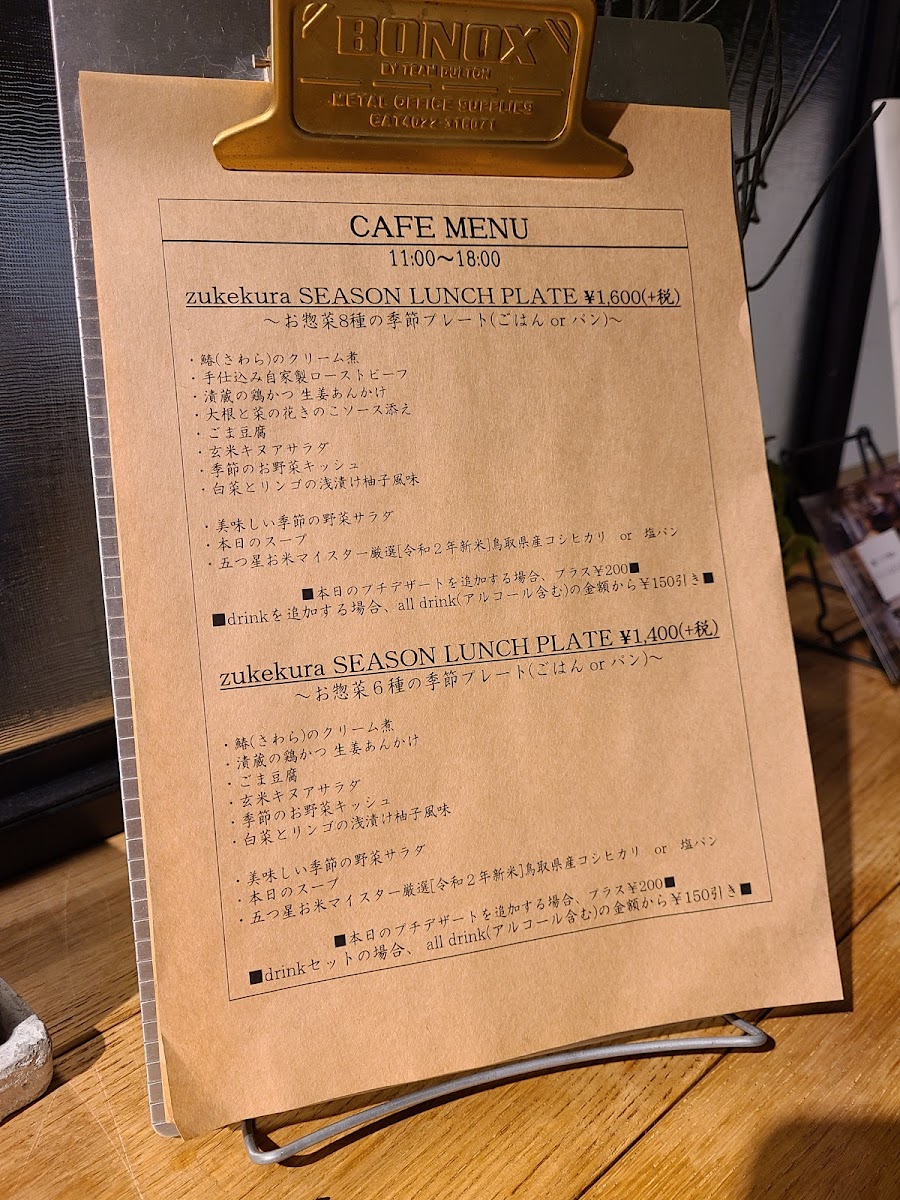 BONOX
BY TEAM DULTON
METAL OFFICE SUPPLIES
CAT4022-S1607T
CAFE MENU
11:00〜18:00
zukekura SEASON LUNCH PLATE ¥1,600(+税)
〜お惣菜8種の季節プレート(ごはん or パン)〜
・鰆(さわら)のクリーム煮
・手仕込み自家製ローストビーフ
・漬蔵の鶏かつ 生姜あんかけ
・大根と菜の花きのこソース添え
・ごま豆腐
・玄米キヌアサラダ
・季節のお野菜キッシュ
・白菜とリンゴの浅漬け柚子風味
・美味しい季節の野菜サラダ
・本日のスープ
・五つ星お米マイスター厳選[令和２年新米]鳥取県産コシヒカリ or 塩パン
■本日のプチデザートを追加する場合、プラス¥200■
■drinkを追加する場合、all drink(アルコール含む)の金額から¥150引き■
zukekura SEASON LUNCH PLATE ¥1,400(+税)
〜お惣菜６種の季節プレート(ごはん or パン)〜
・鰆(さわら)のクリーム煮
・漬蔵の鶏かつ 生姜あんかけ
・ごま豆腐
・玄米キヌアサラダ
・季節のお野菜キッシュ
・白菜とリンゴの浅漬け柚子風味
・美味しい季節の野菜サラダ
・本日のスープ
・五つ星お米マイスター厳選[令和２年新米]鳥取県産コシヒカリ or 塩パン
■本日のプチデザートを追加する場合、プラス¥200■
■drinkセットの場合、 all drink(アルコール含む)の金額から¥150引き■